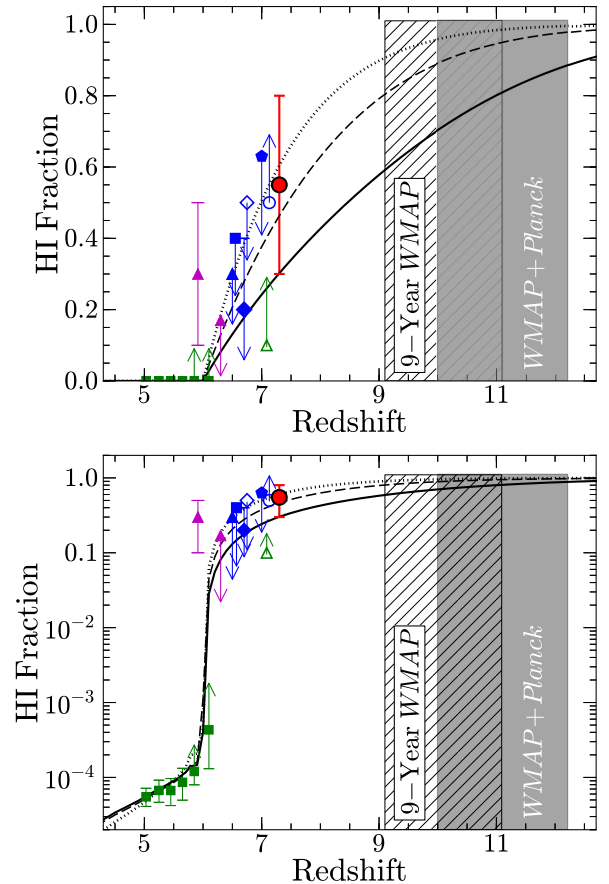 1.0
0.8
0.6
0.4
0.2
0.0
HI Fraction
9−Year WMAP
WMAP+Planck
5 7 9 11
Redshift
1.0
0.1
10−2
10−3
10−4
HI Fraction
9−Year WMAP
WMAP+Planck
5 7 9 11
Redshift